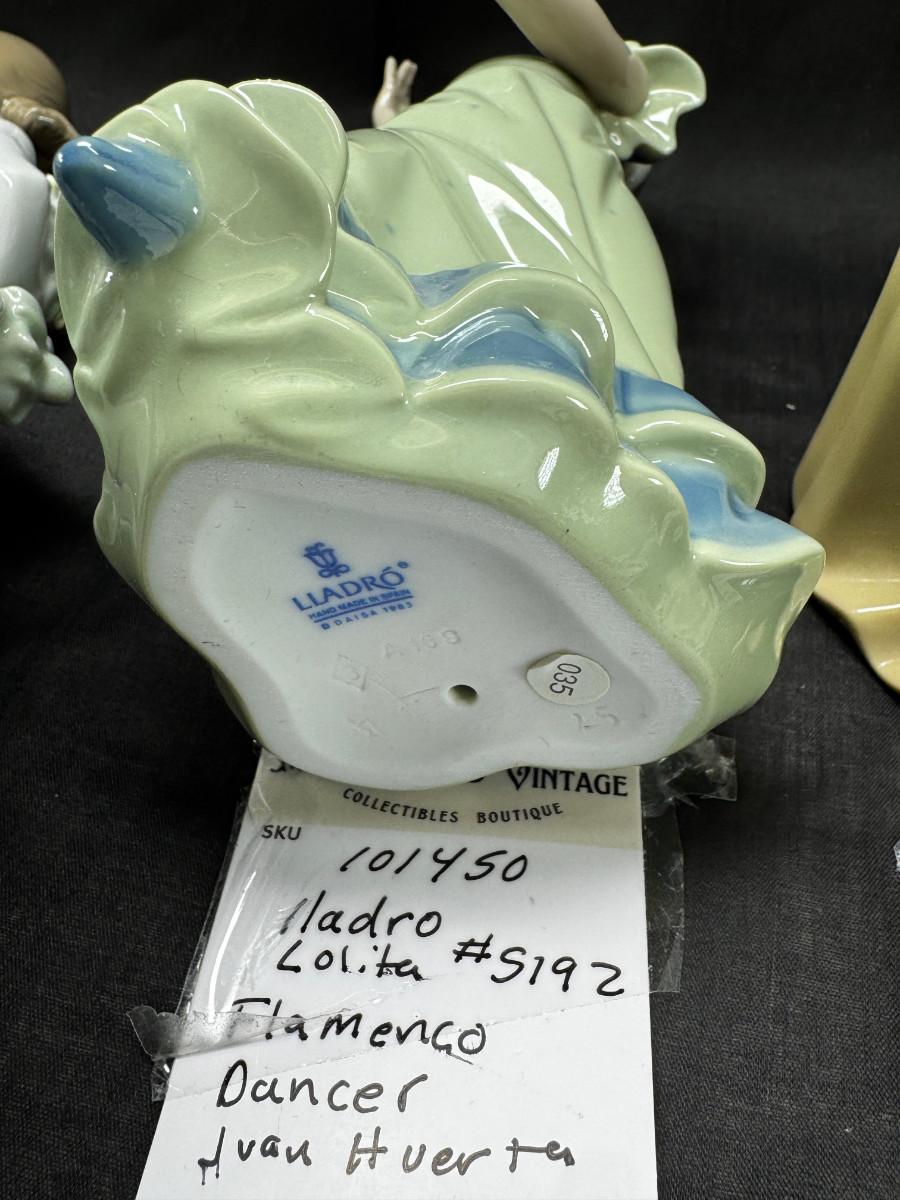 LLADRÓ®
HAND MADE IN SPAIN
© DAISA 1983
A 16 g
035
VINTAGE
COLLECTIBLES BOUTIQUE
SKU
101450
lladro
Lolita #5192
Flamenco
Dancer
Juan Huerta